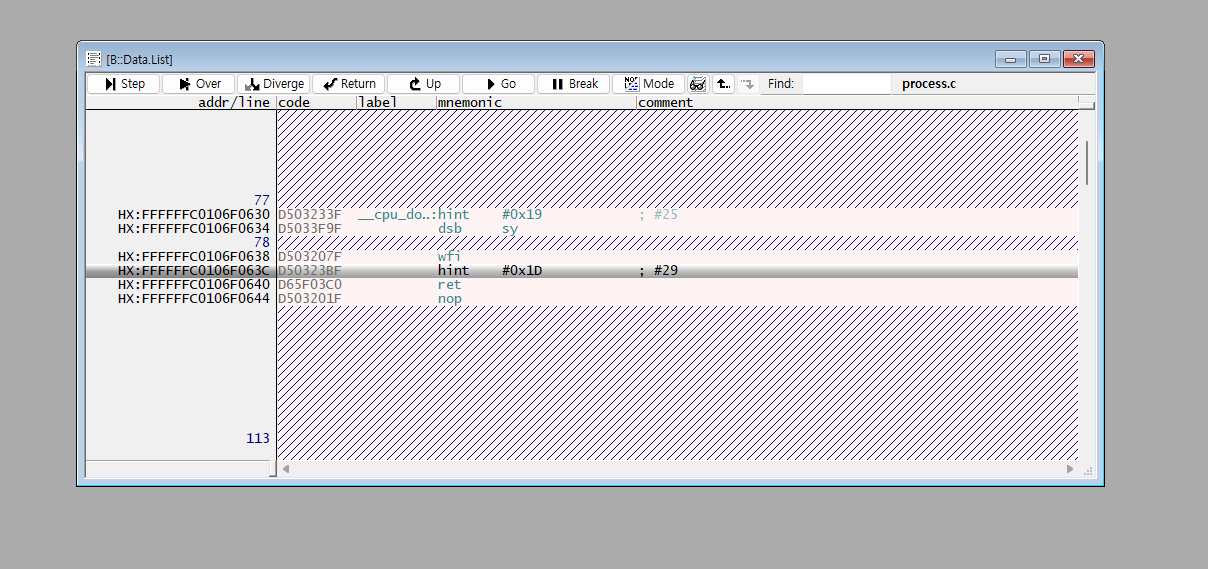 [B::Data.List]
Step Over Diverge Return Up Go Break Mode Find: process.c
addr/line code label mnemonic comment
77
HX:FFFFFFC0106F0630 D503233F __cpu_do..:hint #0x19 ; #25
HX:FFFFFFC0106F0634 D5033F9F dsb sy
78
HX:FFFFFFC0106F0638 D503207F wfi
HX:FFFFFFC0106F063C D50323BF hint #0x1D ; #29
HX:FFFFFFC0106F0640 D65F03C0 ret
HX:FFFFFFC0106F0644 D503201F nop
113